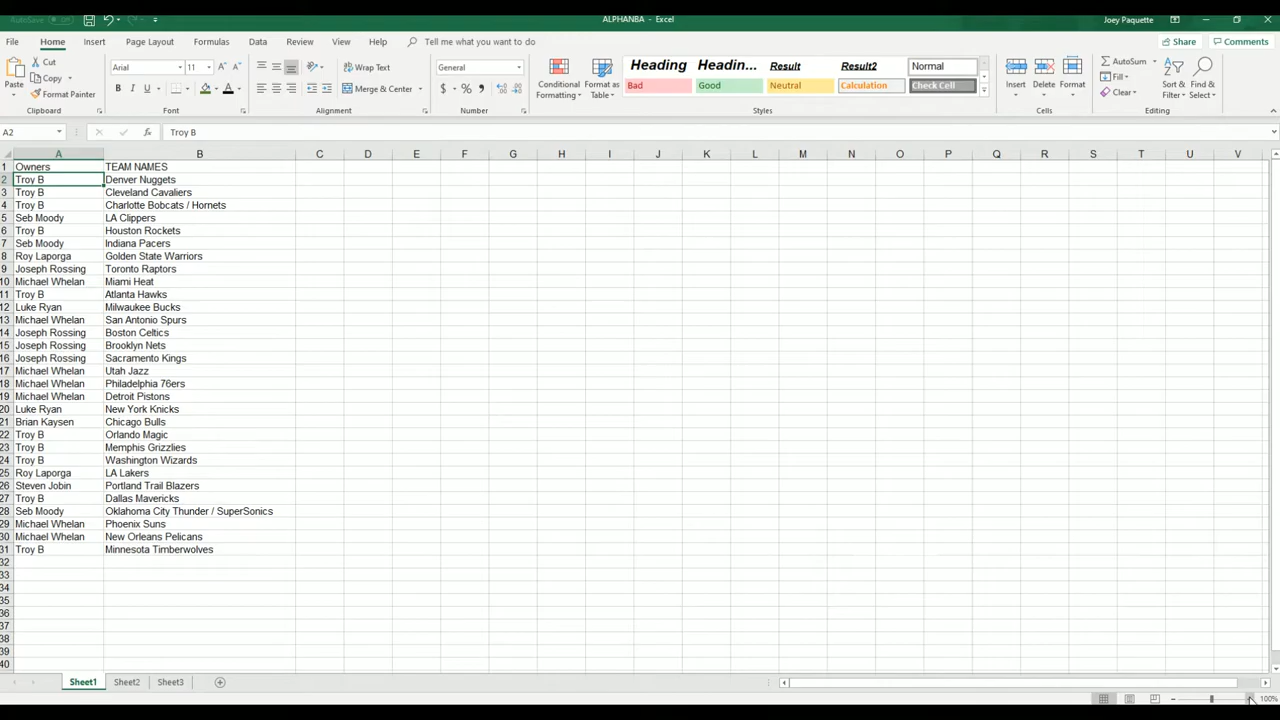 AutoSave Off ALPHANBA - Excel Joey Paquette
File Home Insert Page Layout Formulas Data Review View Help Tell me what you want to do Share Comments
Paste Cut Copy Format Painter Clipboard
Arial 11 A A B I U A Font
Wrap Text Merge & Center Alignment
General $ % , Number
Conditional Formatting Format as Table
Heading Headin... Result Result2 Normal
Bad Good Neutral Calculation Check Cell
Styles
Insert Delete Format Cells
AutoSum Fill Clear Sort & Filter Find & Select Editing
A2 fx Troy B
A B C D E F G H I J K L M N O P Q R S T U V
1 Owners TEAM NAMES
2 Troy B Denver Nuggets
3 Troy B Cleveland Cavaliers
4 Troy B Charlotte Bobcats / Hornets
5 Seb Moody LA Clippers
6 Troy B Houston Rockets
7 Seb Moody Indiana Pacers
8 Roy Laporga Golden State Warriors
9 Joseph Rossing Toronto Raptors
10 Michael Whelan Miami Heat
11 Troy B Atlanta Hawks
12 Luke Ryan Milwaukee Bucks
13 Michael Whelan San Antonio Spurs
14 Joseph Rossing Boston Celtics
15 Joseph Rossing Brooklyn Nets
16 Joseph Rossing Sacramento Kings
17 Michael Whelan Utah Jazz
18 Michael Whelan Philadelphia 76ers
19 Michael Whelan Detroit Pistons
20 Luke Ryan New York Knicks
21 Brian Kaysen Chicago Bulls
22 Troy B Orlando Magic
23 Troy B Memphis Grizzlies
24 Troy B Washington Wizards
25 Roy Laporga LA Lakers
26 Steven Jobin Portland Trail Blazers
27 Troy B Dallas Mavericks
28 Seb Moody Oklahoma City Thunder / SuperSonics
29 Michael Whelan Phoenix Suns
30 Michael Whelan New Orleans Pelicans
31 Troy B Minnesota Timberwolves
32
33
34
35
36
37
38
39
40
Sheet1 Sheet2 Sheet3
100%